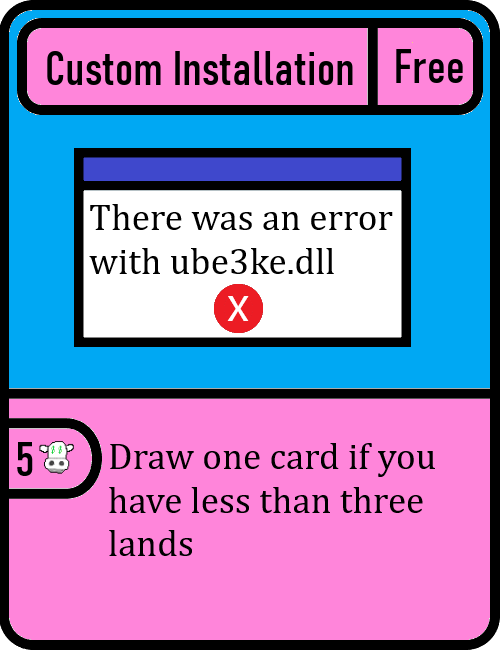 Custom Installation
Free
There was an error
with ube3ke.dll
X
5
Draw one card if you
have less than three
lands